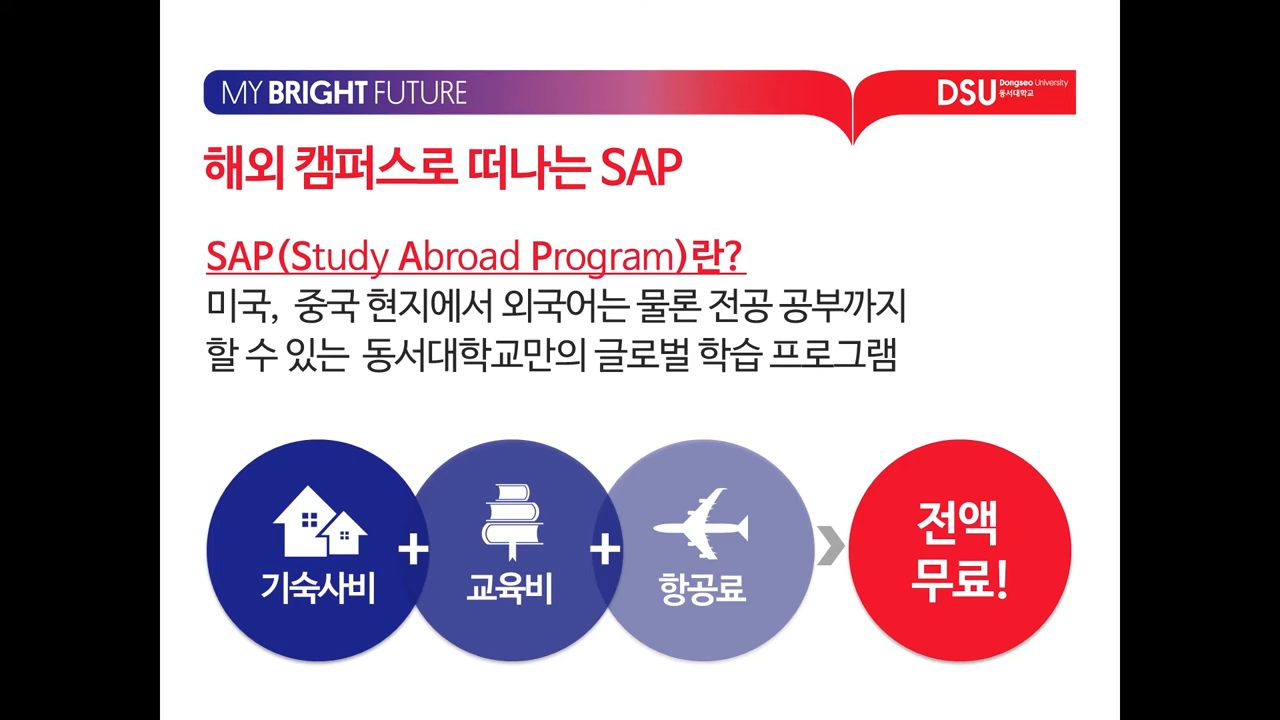 MY BRIGHT FUTURE
DSU Dongseo University
동서대학교
해외 캠퍼스로 떠나는 SAP
SAP(Study Abroad Program)란?
미국, 중국 현지에서 외국어는 물론 전공 공부까지
할 수 있는 동서대학교만의 글로벌 학습 프로그램
기숙사비 + 교육비 + 항공료
전액
무료!